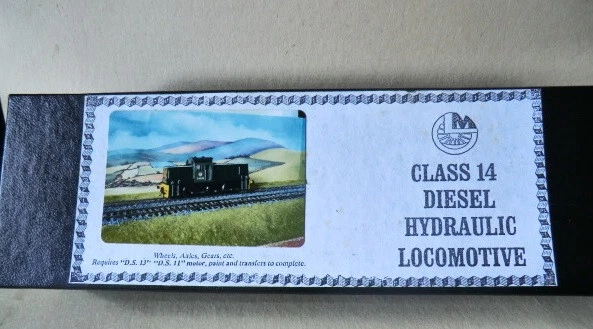 Wheels, Axles, Gears, etc.
Requires "D.S. 13" "D.S. 11" motor, paint and transfers to complete.
CLASS 14
DIESEL
HYDRAULIC
LOCOMOTIVE